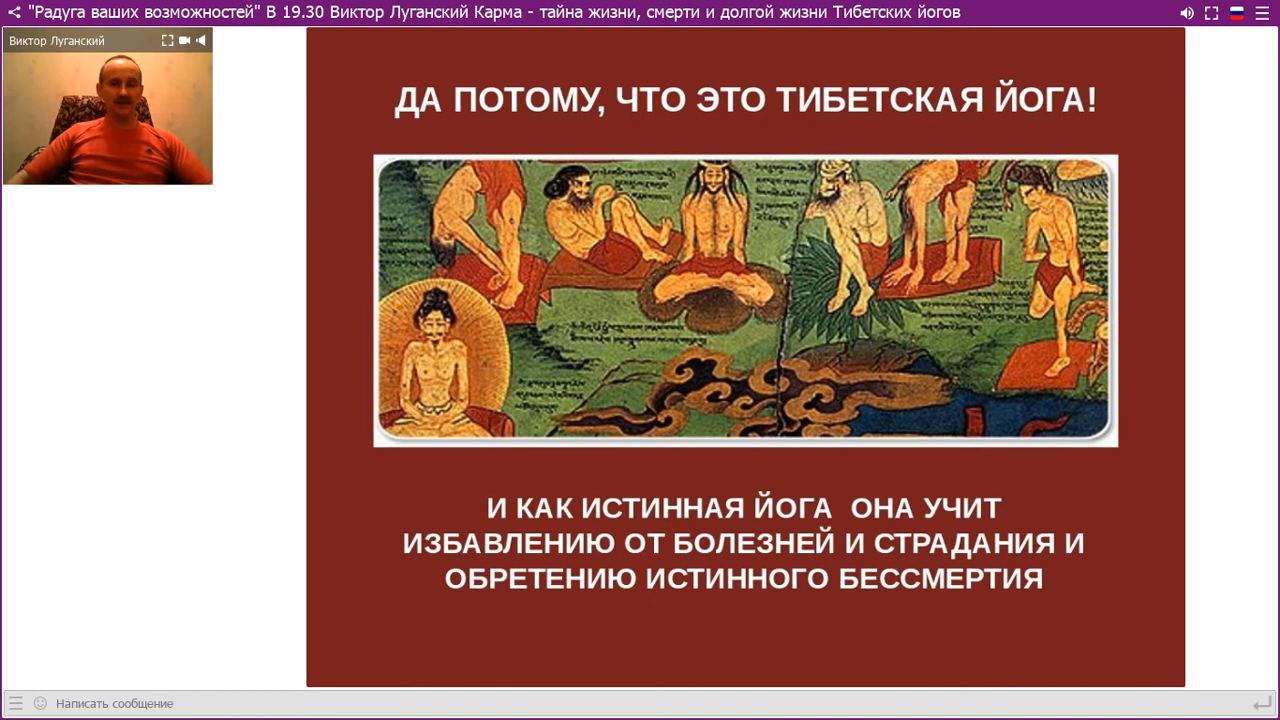 "Радуга ваших возможностей" В 19.30 Виктор Луганский Карма - тайна жизни, смерти и долгой жизни Тибетских йогов
Виктор Луганский
ДА ПОТОМУ, ЧТО ЭТО ТИБЕТСКАЯ ЙОГА!
И КАК ИСТИННАЯ ЙОГА ОНА УЧИТ
ИЗБАВЛЕНИЮ ОТ БОЛЕЗНЕЙ И СТРАДАНИЯ И
ОБРЕТЕНИЮ ИСТИННОГО БЕССМЕРТИЯ
Написать сообщение